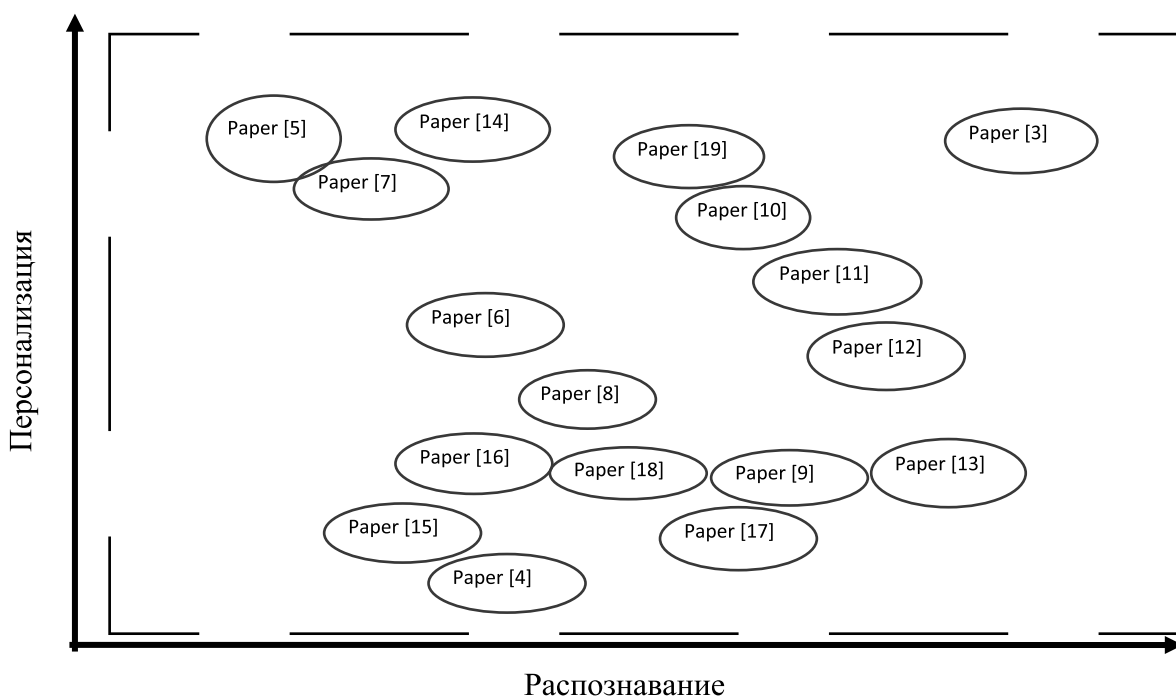 Paper [5]
Paper [14]
Paper [3]
Paper [19]
Paper [7]
Paper [10]
Paper [11]
Paper [6]
Paper [12]
Paper [8]
Paper [16]
Paper [18]
Paper [9]
Paper [13]
Paper [15]
Paper [17]
Paper [4]
Персонализация
Распознавание